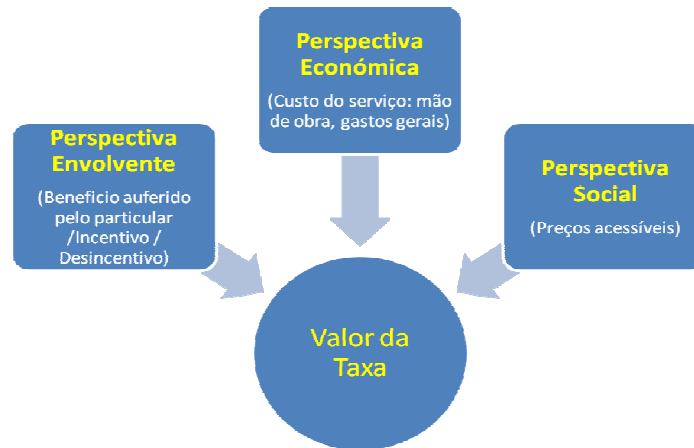 Perspectiva
Económica
(Custo do serviço: mão
de obra, gastos gerais)
Perspectiva
Envolvente
(Beneficio auferido
pelo particular
/Incentivo /
Desincentivo)
Perspectiva
Social
(Preços acessíveis)
Valor da
Taxa